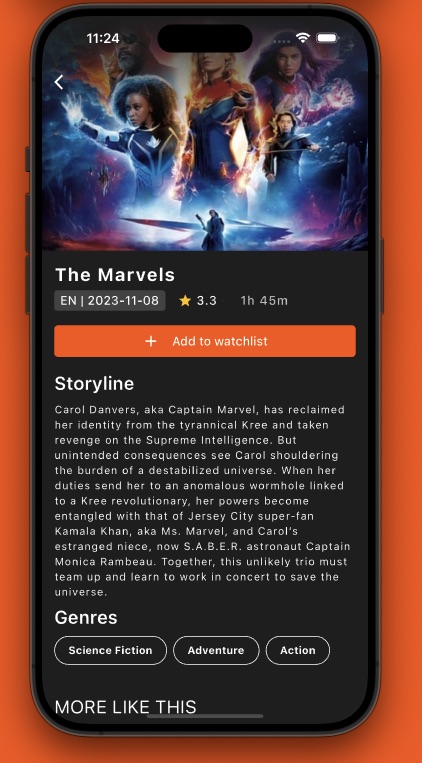 11:24
The Marvels
EN | 2023-11-08 3.3 1h 45m
+ Add to watchlist
Storyline
Carol Danvers, aka Captain Marvel, has reclaimed
her identity from the tyrannical Kree and taken
revenge on the Supreme Intelligence. But
unintended consequences see Carol shouldering
the burden of a destabilized universe. When her
duties send her to an anomalous wormhole linked
to a Kree revolutionary, her powers become
entangled with that of Jersey City super-fan
Kamala Khan, aka Ms. Marvel, and Carol's
estranged niece, now S.A.B.E.R. astronaut Captain
Monica Rambeau. Together, this unlikely trio must
team up and learn to work in concert to save the
universe.
Genres
Science Fiction Adventure Action
MORE LIKE THIS